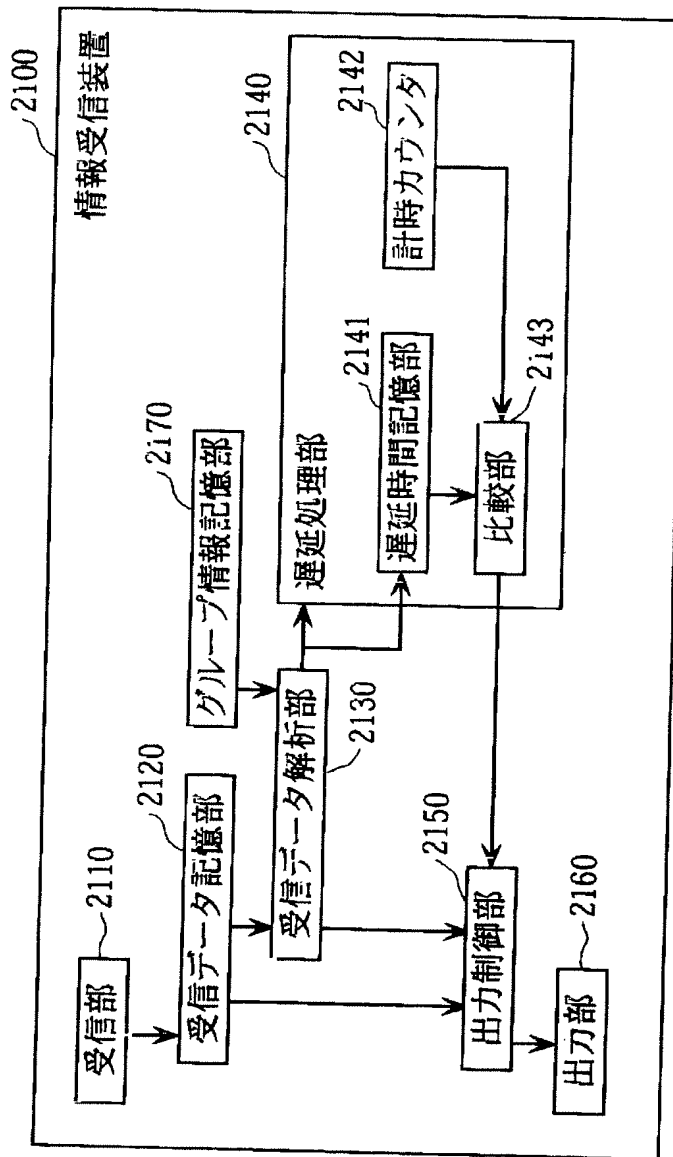 2100
情報受信装置
2110
受信部
2120
受信データ記憶部
2i70
グループ情報記憶部
2130
受信データ解析部
2140
遅延処理部
2141
遅延時間記憶部
2142
計時カウンタ
2i43
比較部
2150
出力制御部
2160
出力部